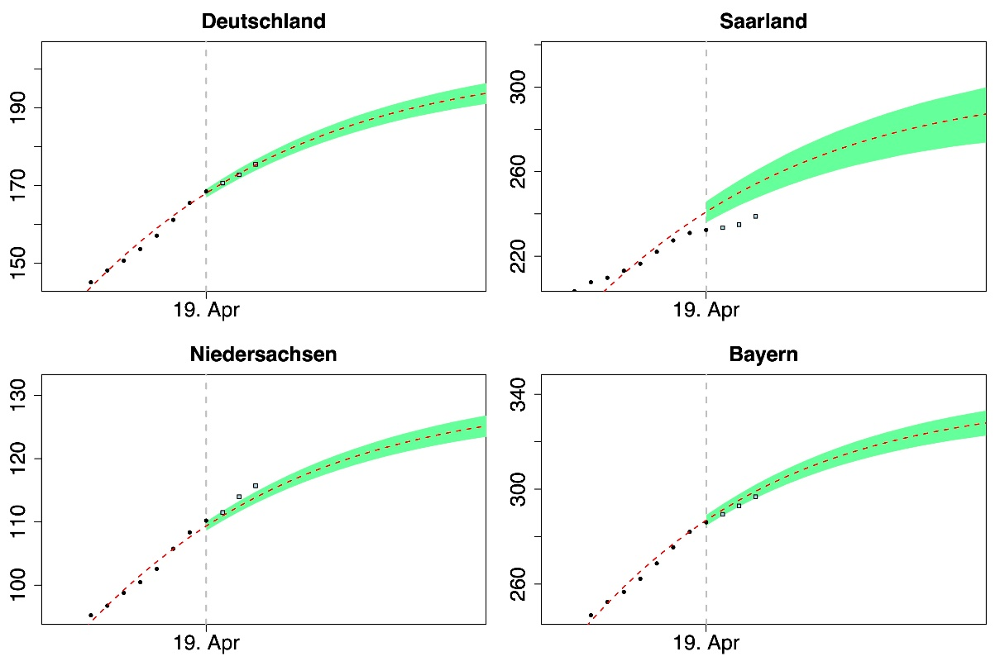 Deutschland
190
170
150
19. Apr
Saarland
300
260
220
19. Apr
Niedersachsen
130
120
110
100
19. Apr
Bayern
340
300
260
19. Apr